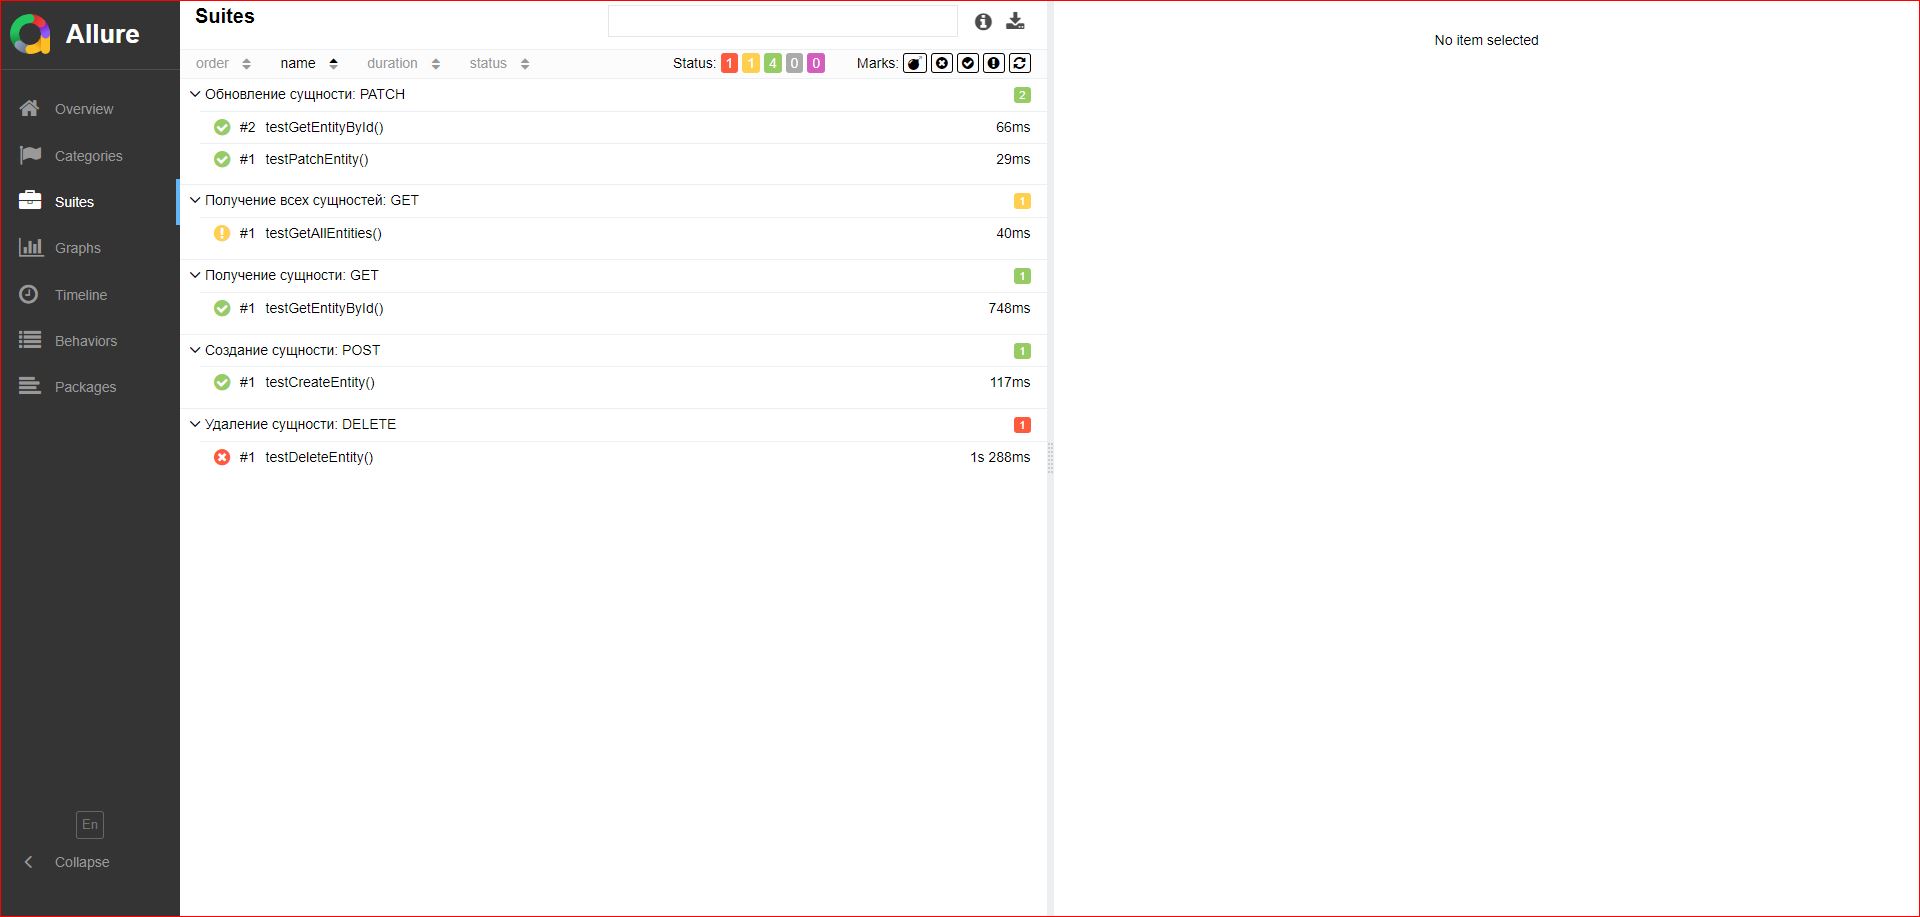 Allure
Overview
Categories
Suites
Graphs
Timeline
Behaviors
Packages
En
Collapse
Suites
order name duration status Status: 1 1 4 0 0 Marks:
Обновление сущности: PATCH 2
#2 testGetEntityById() 66ms
#1 testPatchEntity() 29ms
Получение всех сущностей: GET 1
#1 testGetAllEntities() 40ms
Получение сущности: GET 1
#1 testGetEntityById() 748ms
Создание сущности: POST 1
#1 testCreateEntity() 117ms
Удаление сущности: DELETE 1
#1 testDeleteEntity() 1s 288ms
No item selected